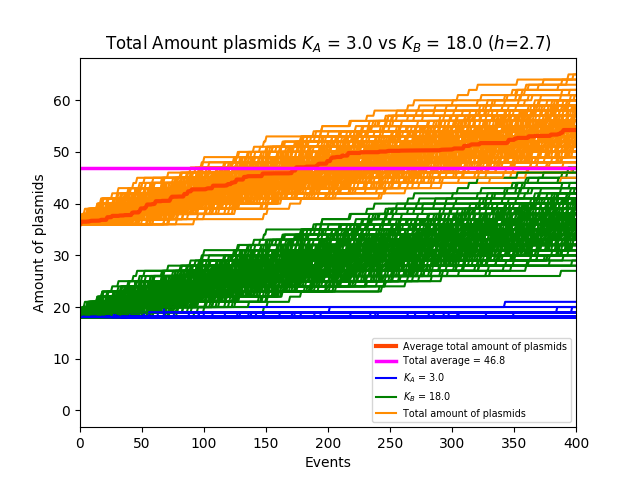 Total Amount plasmids K_A = 3.0 vs K_B = 18.0 (h=2.7)
Amount of plasmids
60
50
40
30
20
10
0
0 50 100 150 200 250 300 350 400
Events
Average total amount of plasmids
Total average = 46.8
K_A = 3.0
K_B = 18.0
Total amount of plasmids